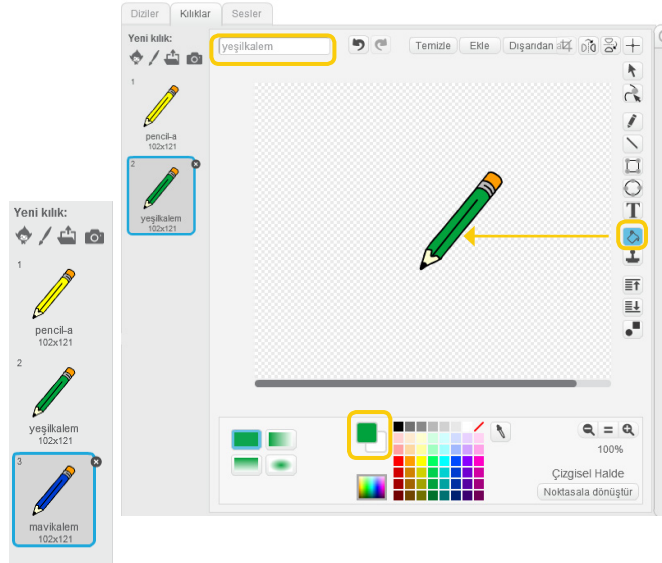 Diziler Kılıklar Sesler
Yeni kılık:
yeşilkalem
Temizle Ekle Dışarıdan
1
pencil-a
102x121
2
yeşilkalem
102x121
T
100%
Çizgisel Halde
Noktasala dönüştür
Yeni kılık:
1
pencil-a
102x121
2
yeşilkalem
102x121
3
mavikalem
102x121